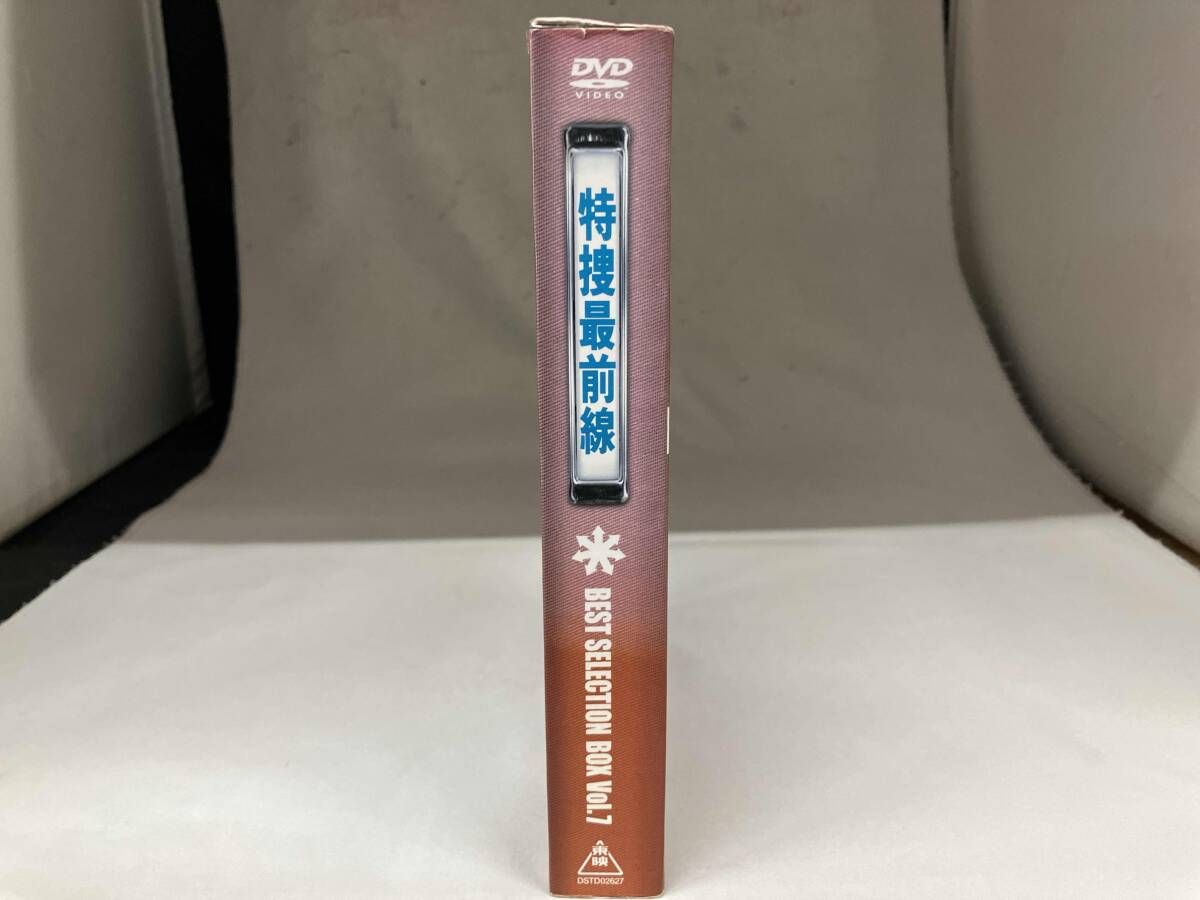 DVD
VIDEO
特捜最前線
BEST SELECTION BOX Vol.7
東映
DSTD02627